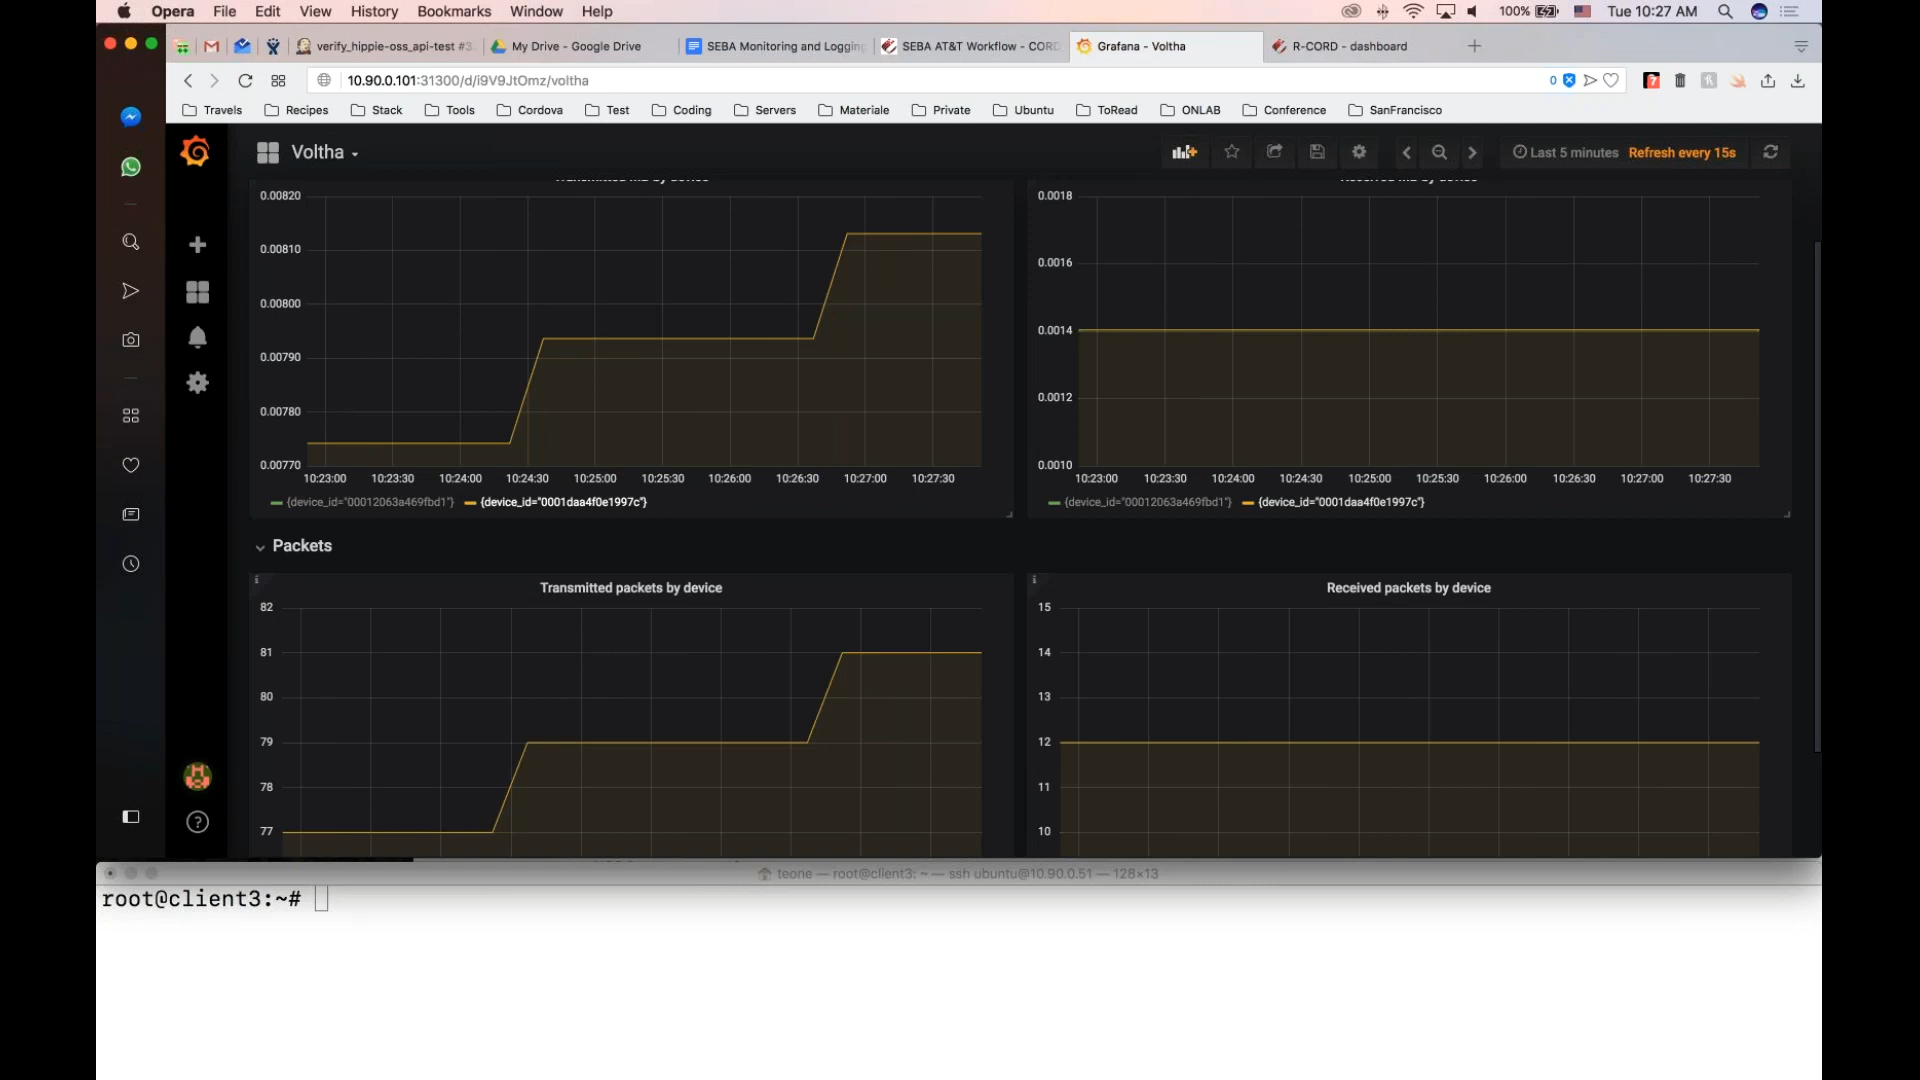 Opera File Edit View History Bookmarks Window Help 100% Tue 10:27 AM
verify_hippie-oss_api-test #3 My Drive - Google Drive SEBA Monitoring and Logging SEBA AT&T Workflow - CORD Grafana - Voltha R-CORD - dashboard
10.90.0.101:31300/d/i9V9JtOmz/voltha 0
Travels Recipes Stack Tools Cordova Test Coding Servers Materiale Private Ubuntu ToRead ONLAB Conference SanFrancisco
Voltha Last 5 minutes Refresh every 15s
0.00820
0.00810
0.00800
0.00790
0.00780
0.00770
10:23:00 10:23:30 10:24:00 10:24:30 10:25:00 10:25:30 10:26:00 10:26:30 10:27:00 10:27:30
{device_id="00012063a469fbd1"} {device_id="0001daa4f0e1997c"}
0.0018
0.0016
0.0014
0.0012
0.0010
10:23:00 10:23:30 10:24:00 10:24:30 10:25:00 10:25:30 10:26:00 10:26:30 10:27:00 10:27:30
{device_id="00012063a469fbd1"} {device_id="0001daa4f0e1997c"}
Packets
Transmitted packets by device
82
81
80
79
78
77
Received packets by device
15
14
13
12
11
10
teone — root@client3: ~ — ssh ubuntu@10.90.0.51 — 128×13
root@client3:~#